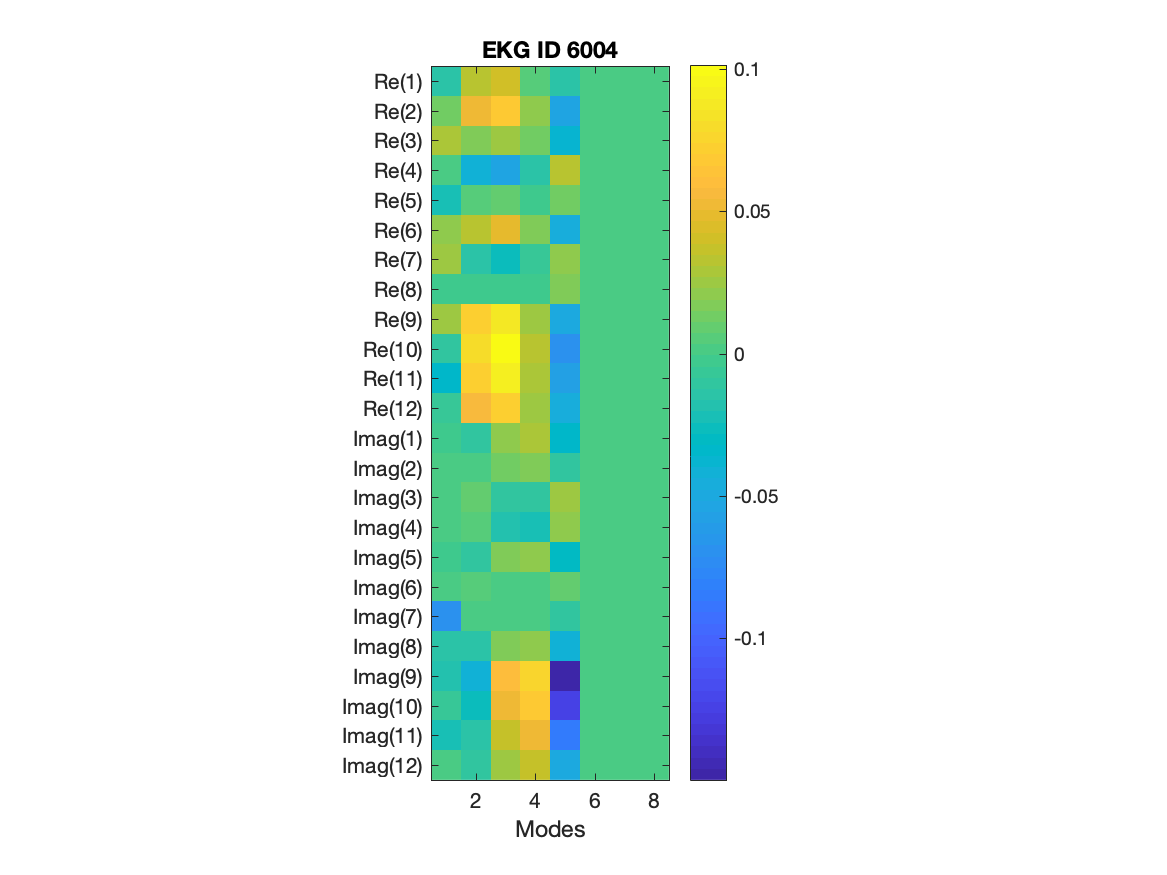 EKG ID 6004
Re(1)
Re(2)
Re(3)
Re(4)
Re(5)
Re(6)
Re(7)
Re(8)
Re(9)
Re(10)
Re(11)
Re(12)
Imag(1)
Imag(2)
Imag(3)
Imag(4)
Imag(5)
Imag(6)
Imag(7)
Imag(8)
Imag(9)
Imag(10)
Imag(11)
Imag(12)
2 4 6 8
Modes
0.1
0.05
0
-0.05
-0.1